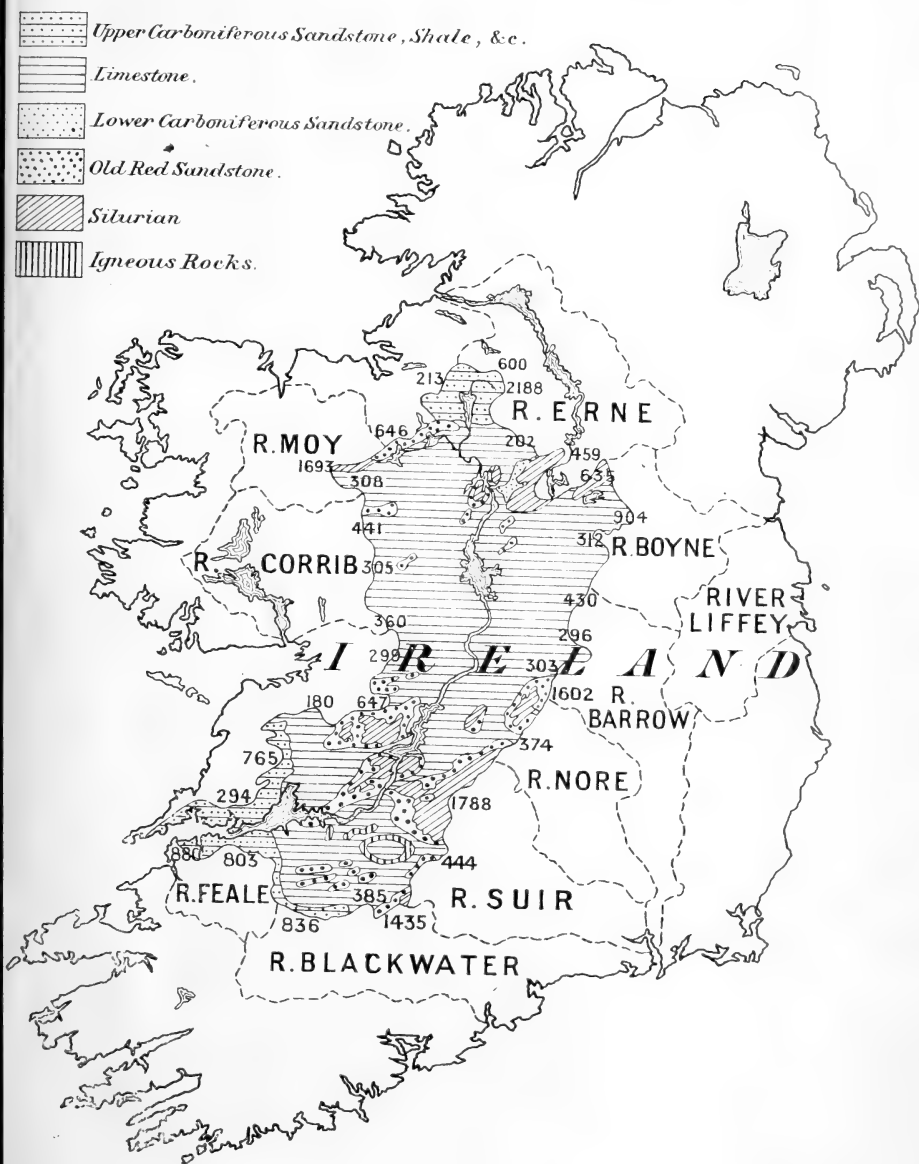 Upper Carboniferous Sandstone, Shale, &c.
Limestone.
Lower Carboniferous Sandstone.
Old Red Sandstone.
Silurian
Igneous Rocks.
600
213
2188
R. ERNE
646
R. MOY
202
459
1693
635
308
904
441
312
R. BOYNE
R. CORRIB
305
430
RIVER
LIFFEY
360
296
299
IRELAND
303
1602
R.
BARROW
180
647
374
765
R. NORE
294
1788
880
803
444
R. FEALE
385
R. SUIR
836
1435
R. BLACKWATER